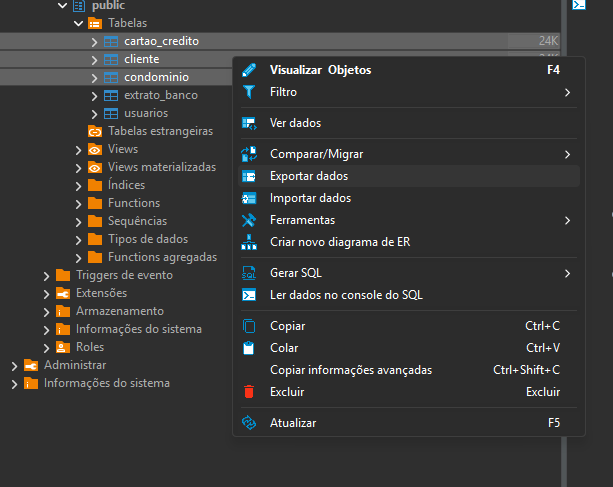 public
Tabelas
cartao_credito 24K
cliente
condominio
extrato_banco
usuarios
Tabelas estrangeiras
Views
Views materializadas
Índices
Functions
Sequências
Tipos de dados
Functions agregadas
Triggers de evento
Extensões
Armazenamento
Informações do sistema
Roles
Administrar
Informações do sistema
Visualizar Objetos F4
Filtro
Ver dados
Comparar/Migrar
Exportar dados
Importar dados
Ferramentas
Criar novo diagrama de ER
Gerar SQL
Ler dados no console do SQL
Copiar Ctrl+C
Colar Ctrl+V
Copiar informações avançadas Ctrl+Shift+C
Excluir Excluir
Atualizar F5